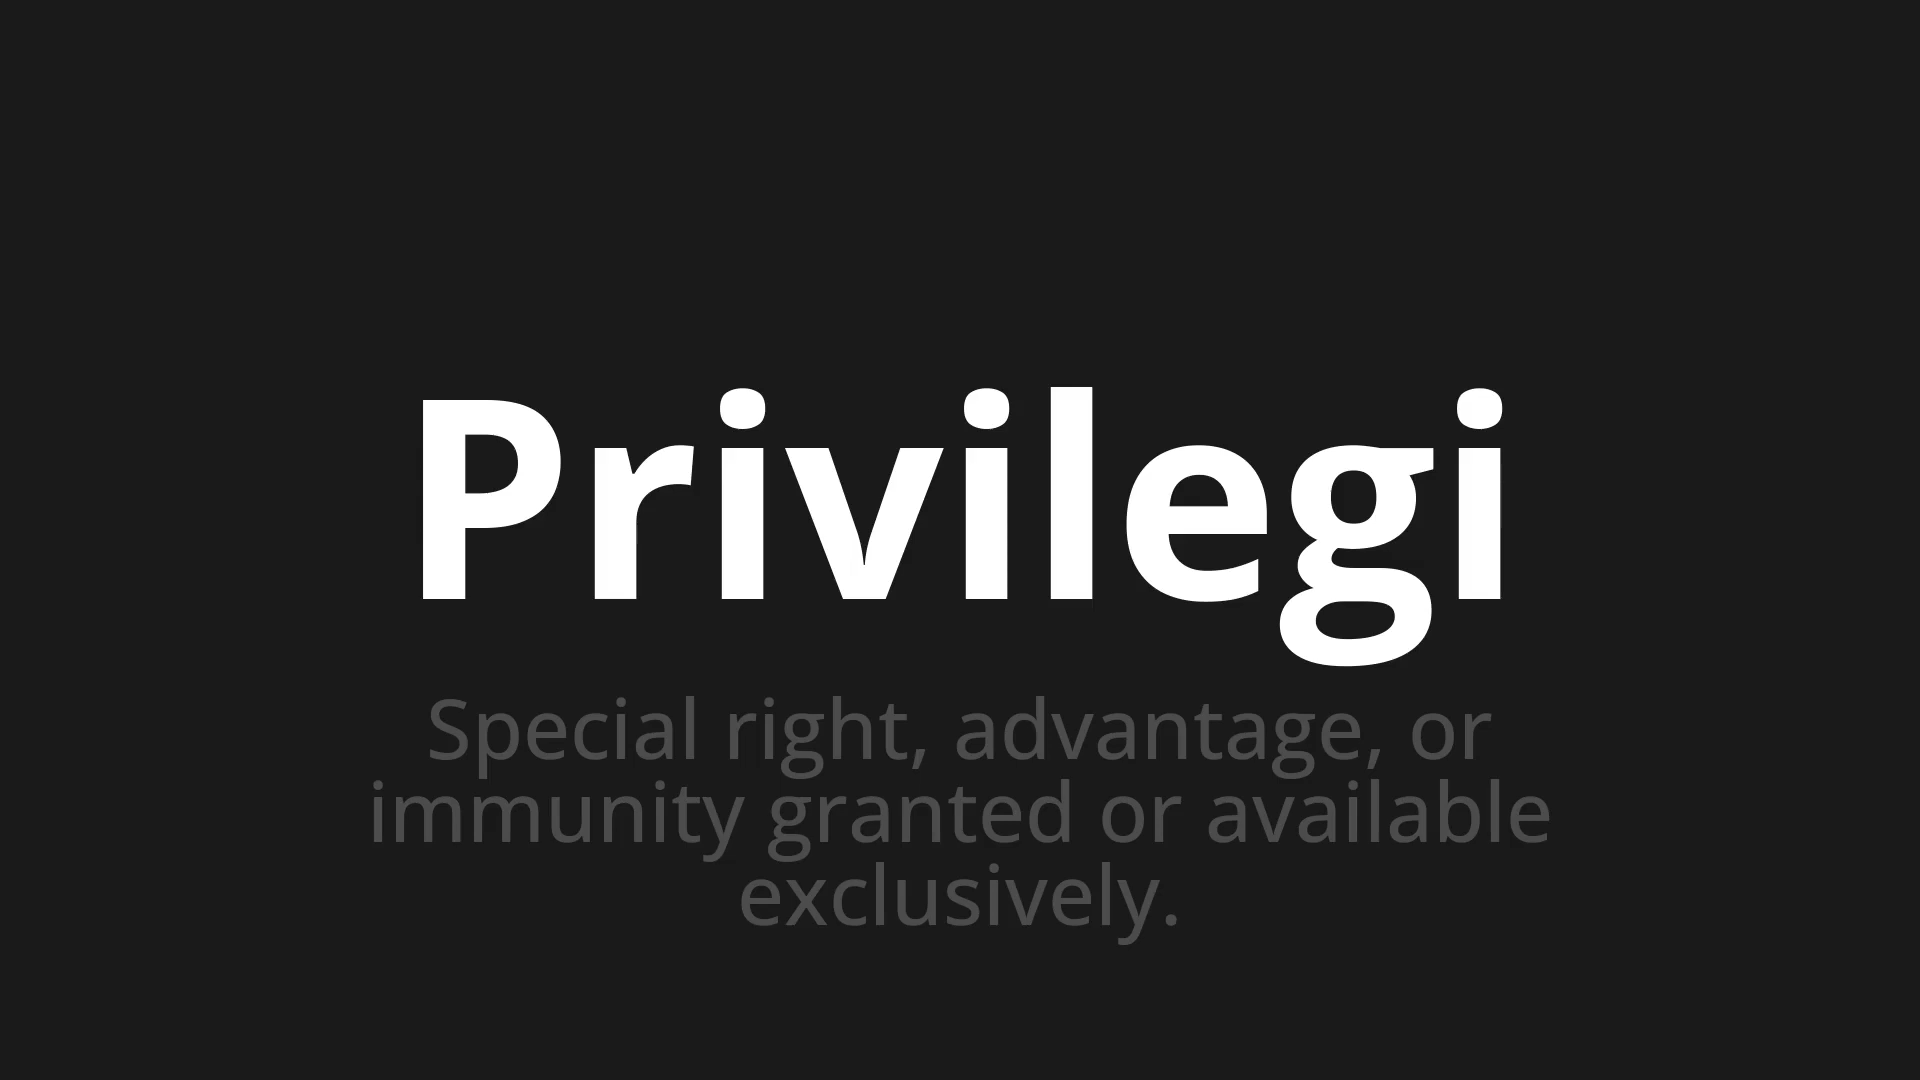 Privilegi
Special right, advantage, or
immunity granted or available
exclusively.